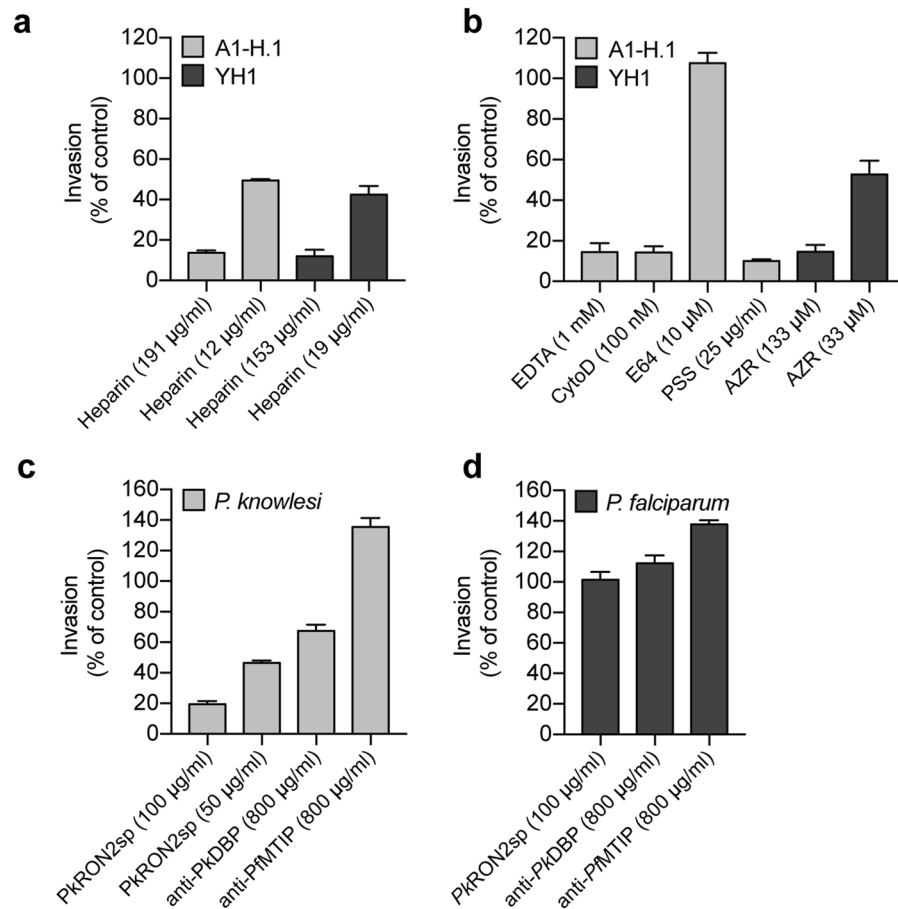 a
A1-H.1
YH1
Invasion
(% of control)
120
100
80
60
40
20
0
Heparin (191 µg/ml)
Heparin (12 µg/ml)
Heparin (153 µg/ml)
Heparin (19 µg/ml)
b
A1-H.1
YH1
Invasion
(% of control)
120
100
80
60
40
20
0
EDTA (1 mM)
CytoD (100 nM)
E64 (10 µM)
PSS (25 µg/ml)
AZR (133 µM)
AZR (33 µM)
c
P. knowlesi
Invasion
(% of control)
160
140
120
100
80
60
40
20
0
PkRON2sp (100 µg/ml)
PkRON2sp (50 µg/ml)
anti-PkDBP (800 µg/ml)
anti-PfMTIP (800 µg/ml)
d
P. falciparum
Invasion
(% of control)
160
140
120
100
80
60
40
20
0
PkRON2sp (100 µg/ml)
anti-PkDBP (800 µg/ml)
anti-PfMTIP (800 µg/ml)